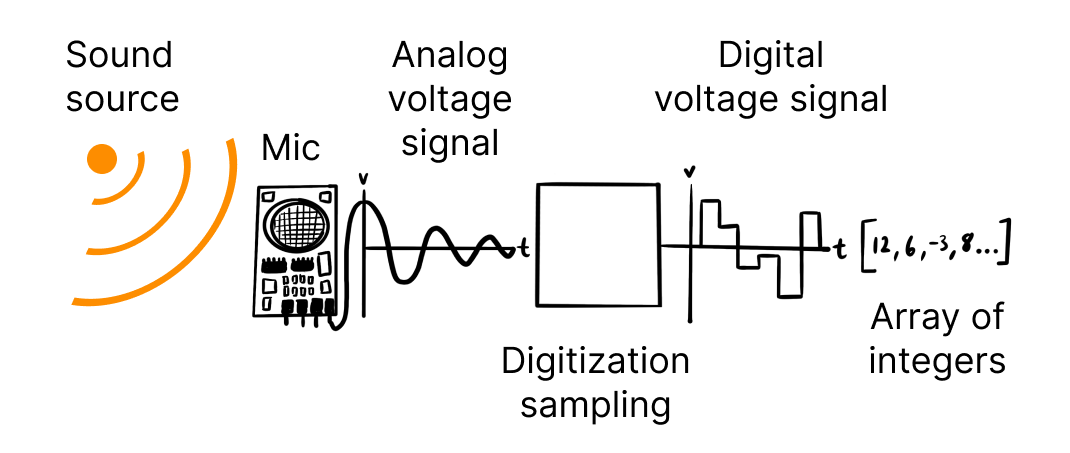 Sound
source
Mic
Analog
voltage
signal
v
t
Digitization
sampling
Digital
voltage signal
v
t
[12, 6, -3, 8...]
Array of
integers